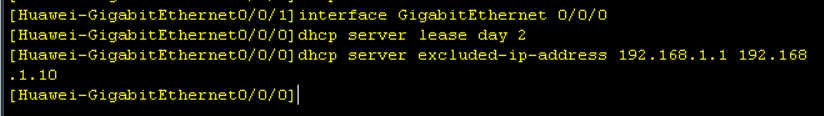 [Huawei-GigabitEthernet0/0/1]interface GigabitEthernet 0/0/0
[Huawei-GigabitEthernet0/0/0]dhcp server lease day 2
[Huawei-GigabitEthernet0/0/0]dhcp server excluded-ip-address 192.168.1.1 192.168
.1.10
[Huawei-GigabitEthernet0/0/0]